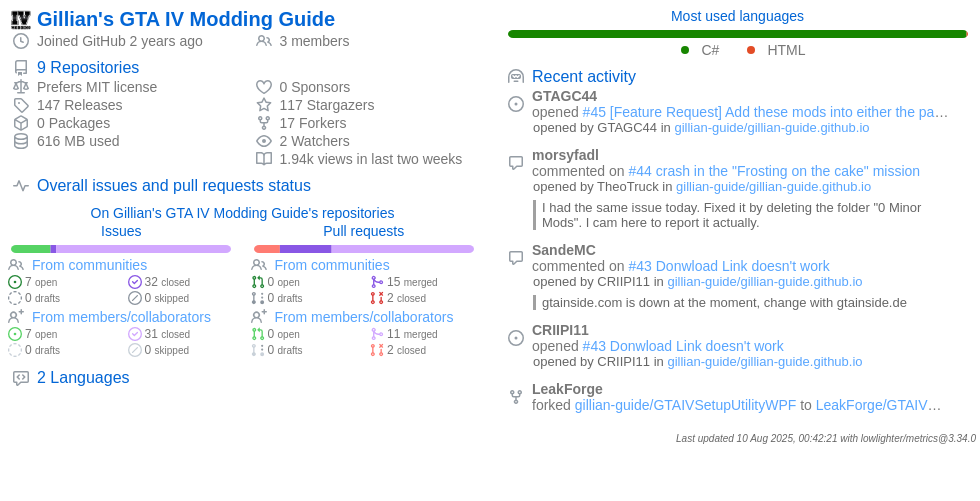 Gillian's GTA IV Modding Guide
Joined GitHub 2 years ago
3 members
9 Repositories
Prefers MIT license
147 Releases
0 Packages
616 MB used
0 Sponsors
117 Stargazers
17 Forkers
2 Watchers
1.94k views in last two weeks
Overall issues and pull requests status
On Gillian's GTA IV Modding Guide's repositories
Issues
From communities
7 open
32 closed
0 drafts
0 skipped
From members/collaborators
7 open
31 closed
0 drafts
0 skipped
Pull requests
From communities
0 open
15 merged
0 drafts
2 closed
From members/collaborators
0 open
11 merged
0 drafts
2 closed
2 Languages
Most used languages
C#
HTML
Recent activity
GTAGC44
opened #45 [Feature Request] Add these mods into either the pa…
opened by GTAGC44 in gillian-guide/gillian-guide.github.io
morsyfadl
commented on #44 crash in the "Frosting on the cake" mission
opened by TheoTruck in gillian-guide/gillian-guide.github.io
I had the same issue today. Fixed it by deleting the folder "0 Minor
Mods". I cam here to report it actually.
SandeMC
commented on #43 Donwload Link doesn't work
opened by CRIIPI11 in gillian-guide/gillian-guide.github.io
gtainside.com is down at the moment, change with gtainside.de
CRIIPI11
opened #43 Donwload Link doesn't work
opened by CRIIPI11 in gillian-guide/gillian-guide.github.io
LeakForge
forked gillian-guide/GTAIVSetupUtilityWPF to LeakForge/GTAIV…
Last updated 10 Aug 2025, 00:42:21 with lowlighter/metrics@3.34.0